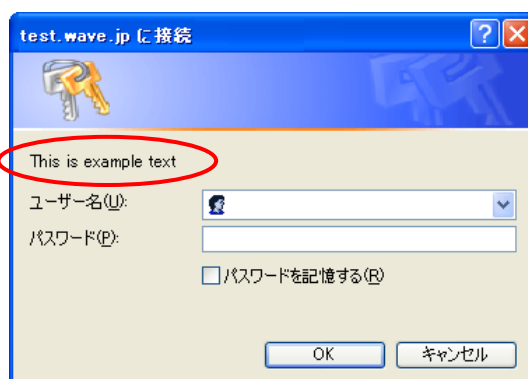 test.wave.jp に接続
This is example text
ユーザー名(U):
パスワード(P):
パスワードを記憶する(R)
OK キャンセル